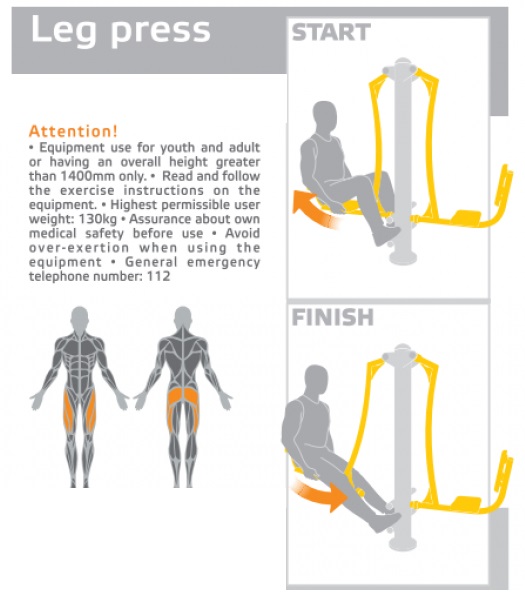 Leg press
START
Attention!
• Equipment use for youth and adult
or having an overall height greater
than 1400mm only. • Read and follow
the exercise instructions on the
equipment. • Highest permissible user
weight: 130kg • Assurance about own
medical safety before use • Avoid
over-exertion when using the
equipment • General emergency
telephone number: 112
FINISH